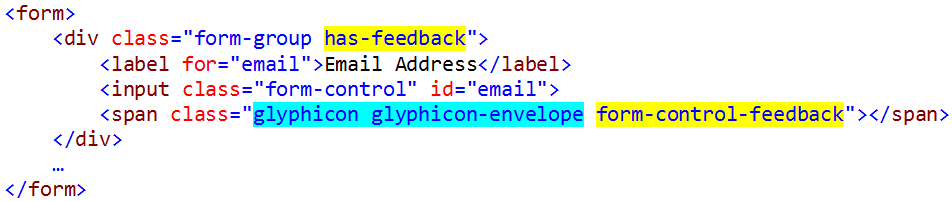 <form>
    <div class="form-group has-feedback">
        <label for="email">Email Address</label>
        <input class="form-control" id="email">
        <span class="glyphicon glyphicon-envelope form-control-feedback"></span>
    </div>
    …
</form>